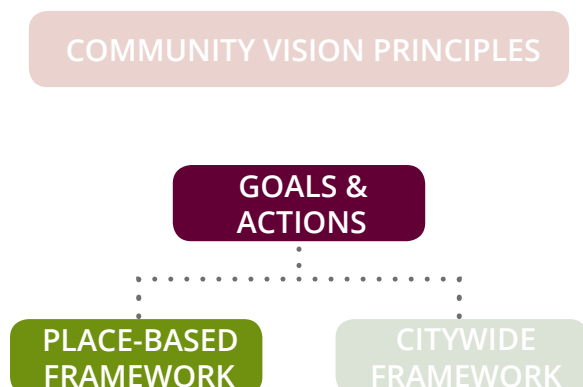 COMMUNITY VISION PRINCIPLES
GOALS &
ACTIONS
PLACE-BASED
FRAMEWORK
CITYWIDE
FRAMEWORK